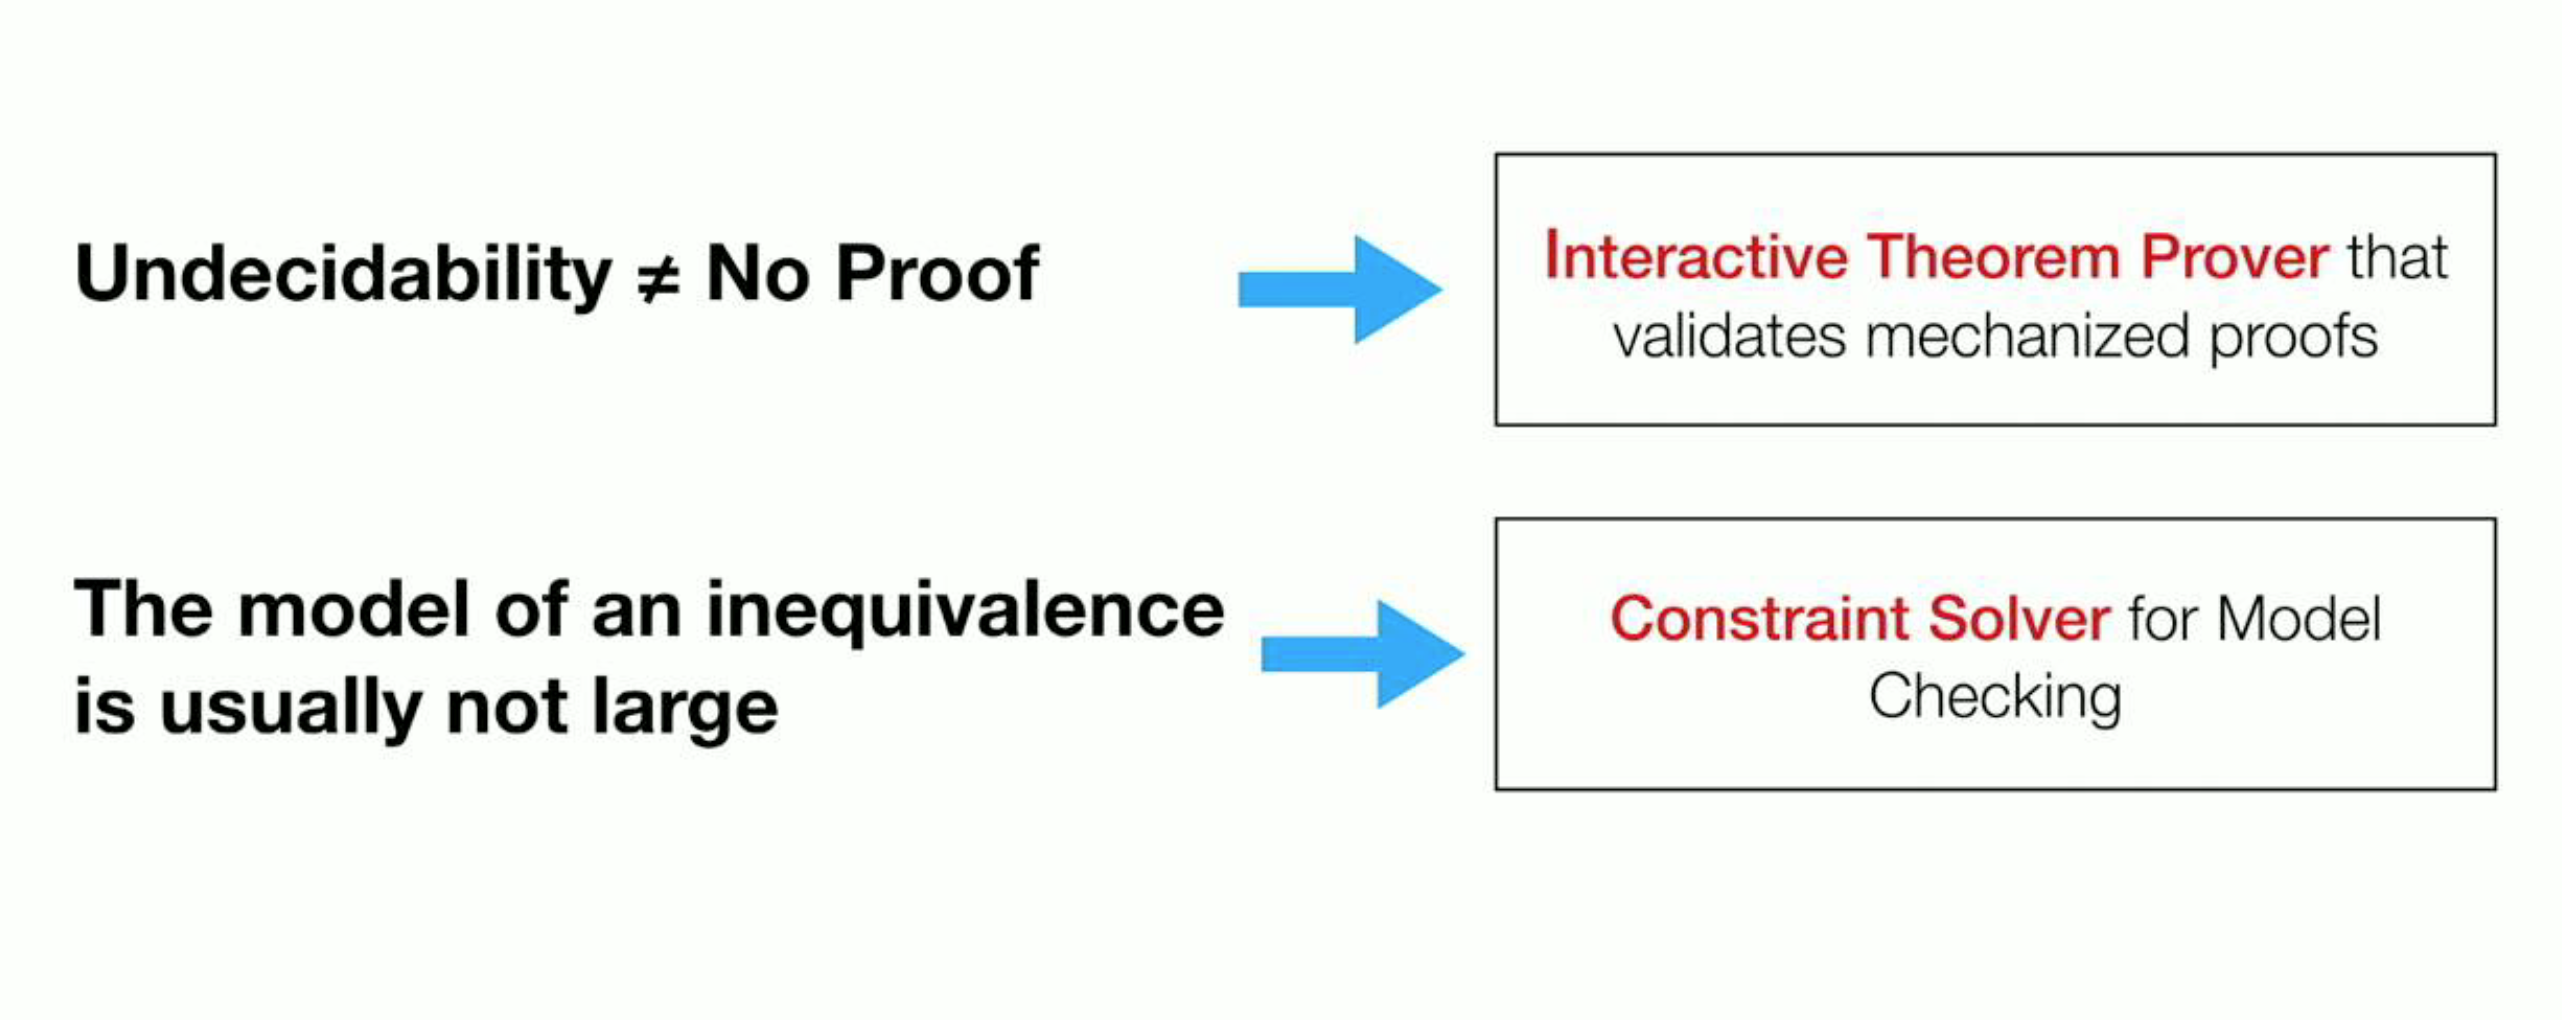 Undecidability ≠ No Proof
Interactive Theorem Prover that
validates mechanized proofs
The model of an inequivalence
is usually not large
Constraint Solver for Model
Checking